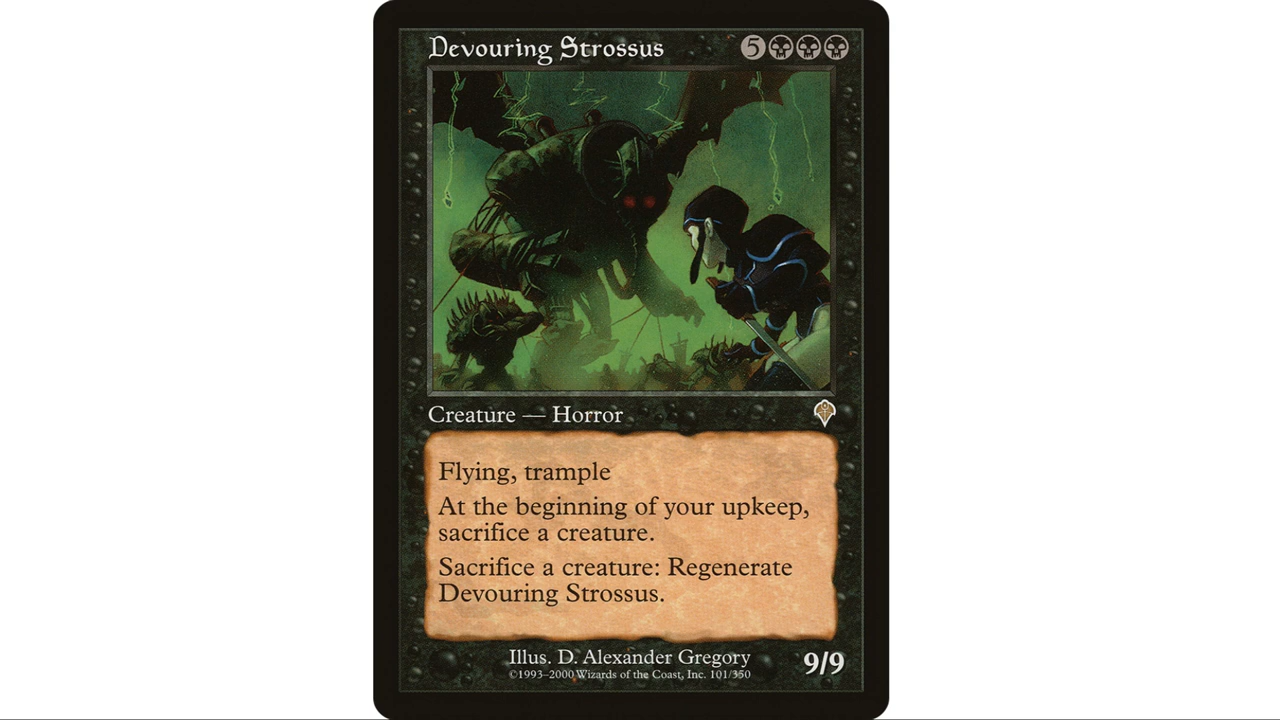 Devouring Strossus 5
Creature — Horror
Flying, trample
At the beginning of your upkeep,
sacrifice a creature.
Sacrifice a creature: Regenerate
Devouring Strossus.
Illus. D. Alexander Gregory
©1993–2000 Wizards of the Coast, Inc. 101/350
9/9